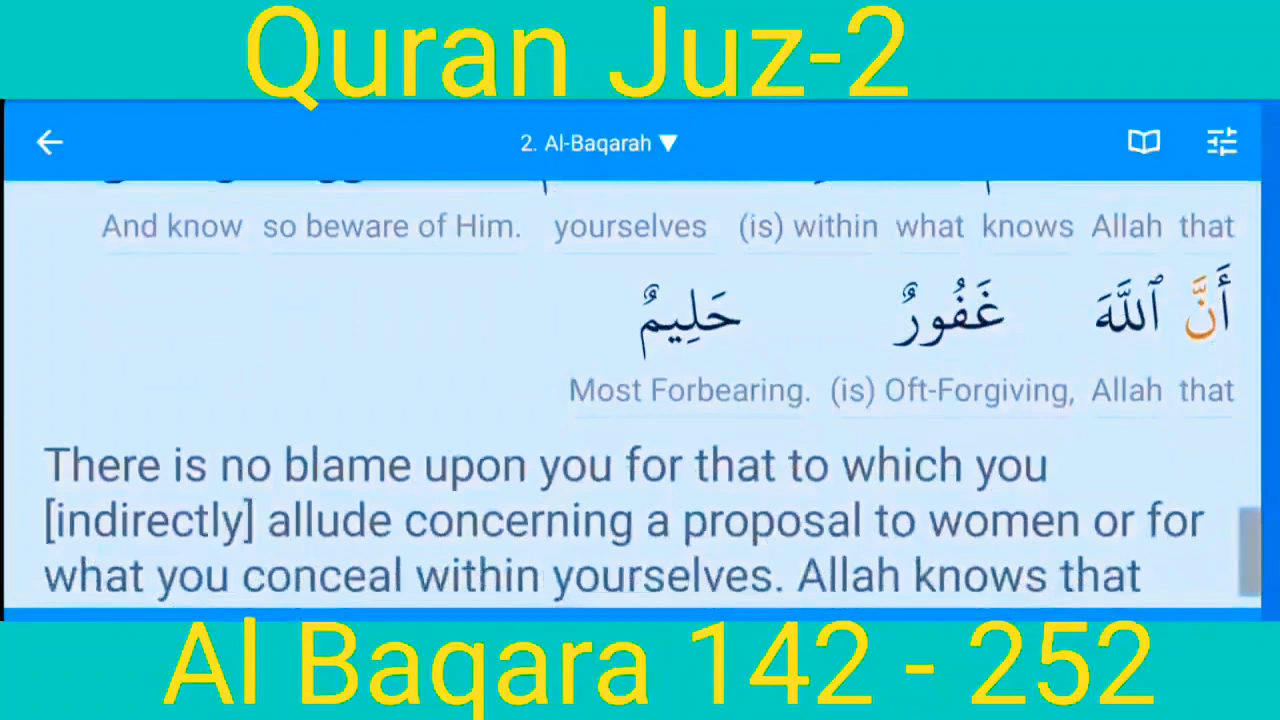 Quran Juz-2
2. Al-Baqarah ▼
And know so beware of Him. yourselves (is) within what knows Allah that
أَنَّ ٱللَّهَ غَفُورٌ حَلِيمٌ
Most Forbearing. (is) Oft-Forgiving, Allah that
There is no blame upon you for that to which you
[indirectly] allude concerning a proposal to women or for
what you conceal within yourselves. Allah knows that
Al Baqara 142 - 252